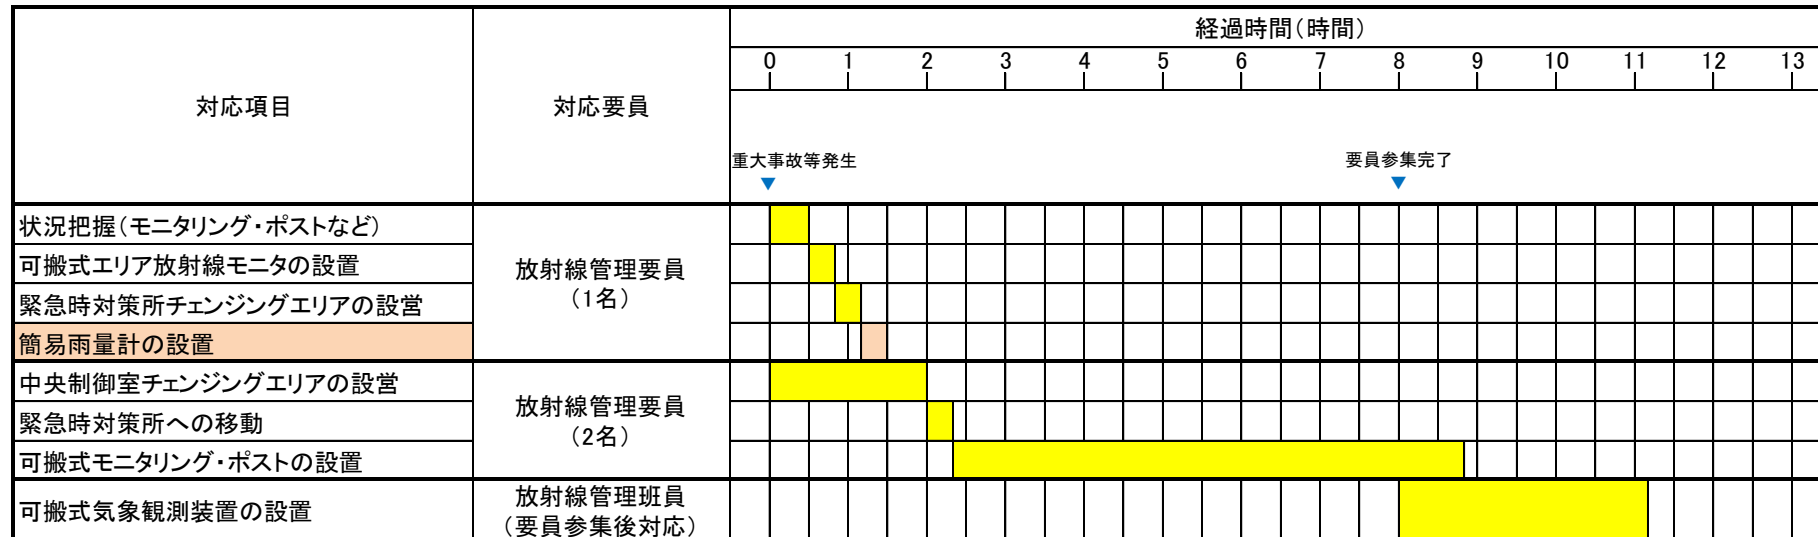 対応項目
対応要員
経過時間(時間)
0 1 2 3 4 5 6 7 8 9 10 11 12 13
重大事故等発生
要員参集完了
▼
▼
状況把握(モニタリング・ポストなど)
可搬式エリア放射線モニタの設置
緊急時対策所チェンジングエリアの設営
簡易雨量計の設置
放射線管理要員
(1名)
中央制御室チェンジングエリアの設営
緊急時対策所への移動
可搬式モニタリング・ポストの設置
放射線管理要員
(2名)
可搬式気象観測装置の設置
放射線管理班員
(要員参集後対応)